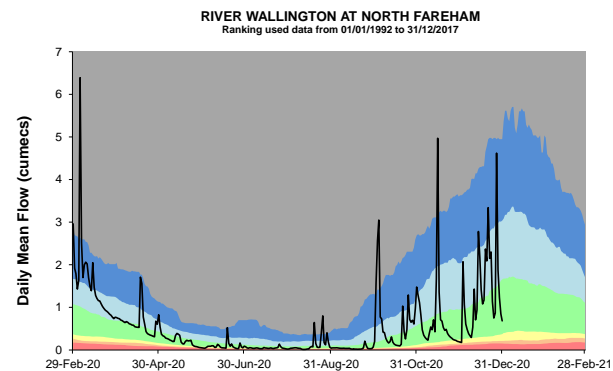 RIVER WALLINGTON AT NORTH FAREHAM
Ranking used data from 01/01/1992 to 31/12/2017
Daily Mean Flow (cumecs)
7
6
5
4
3
2
1
0
29-Feb-20 30-Apr-20 30-Jun-20 31-Aug-20 31-Oct-20 31-Dec-20 28-Feb-21